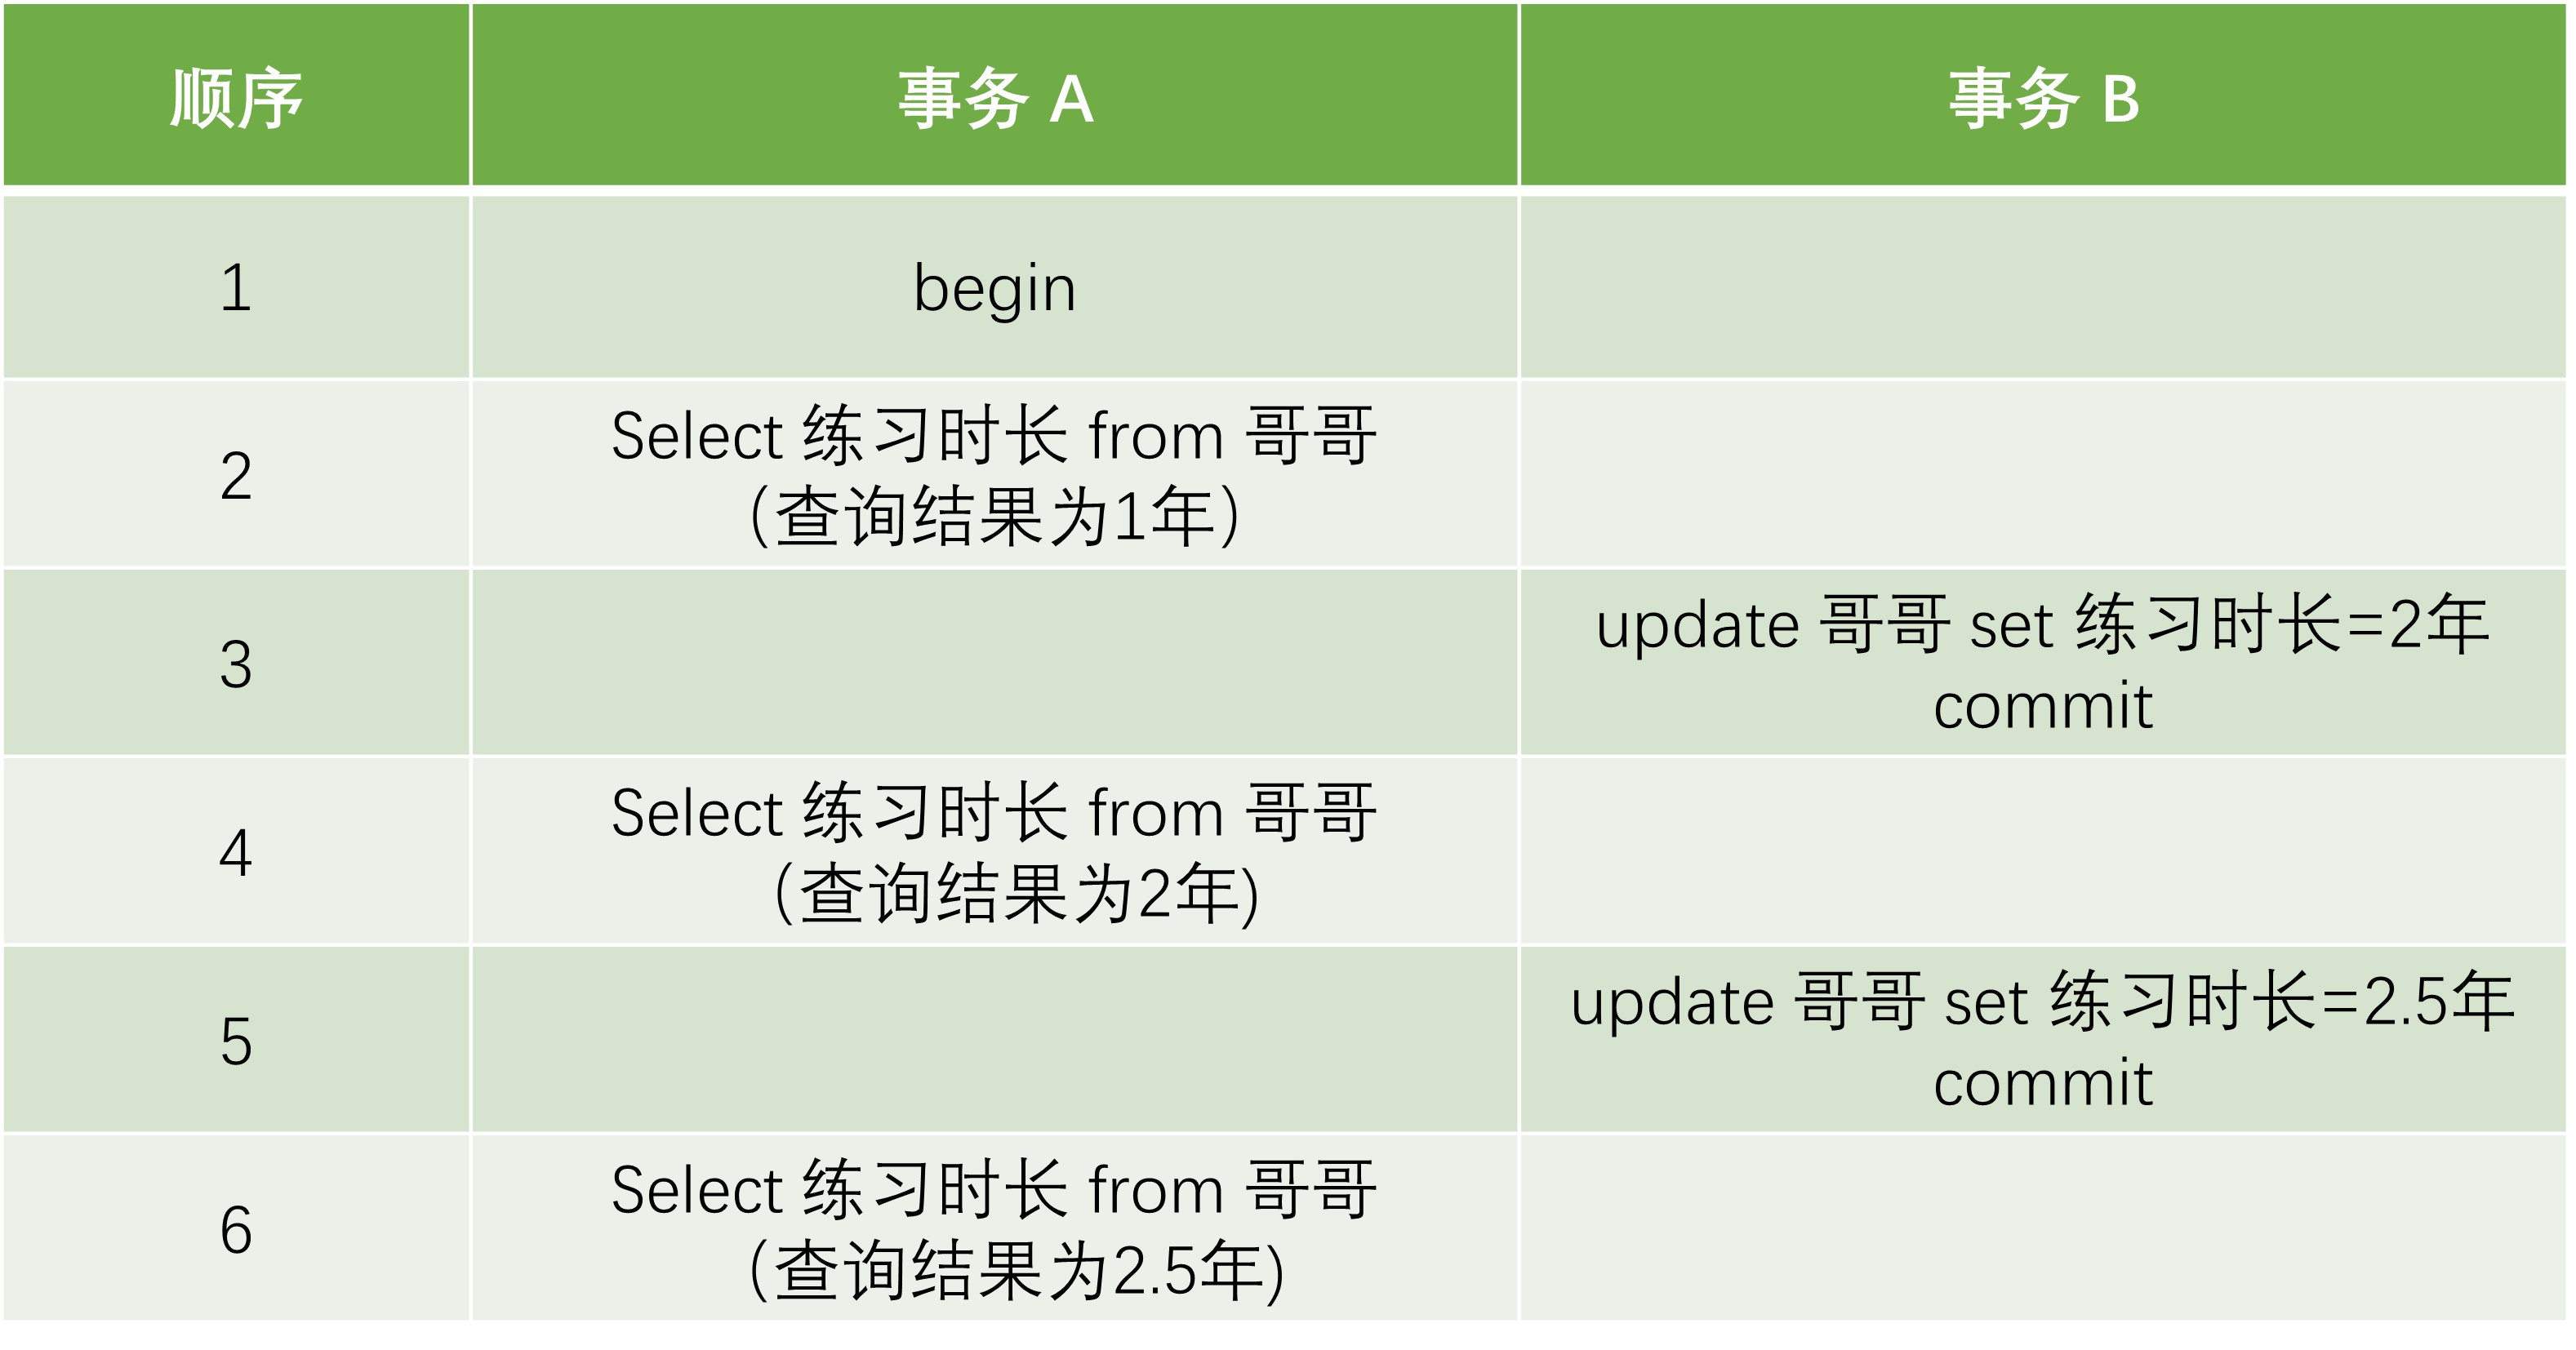 顺序 事务 A 事务 B
1 begin
2 Select 练习时长 from 哥哥
（查询结果为1年）
3 update 哥哥 set 练习时长=2年
commit
4 Select 练习时长 from 哥哥
（查询结果为2年)
5 update 哥哥 set 练习时长=2.5年
commit
6 Select 练习时长 from 哥哥
（查询结果为2.5年)